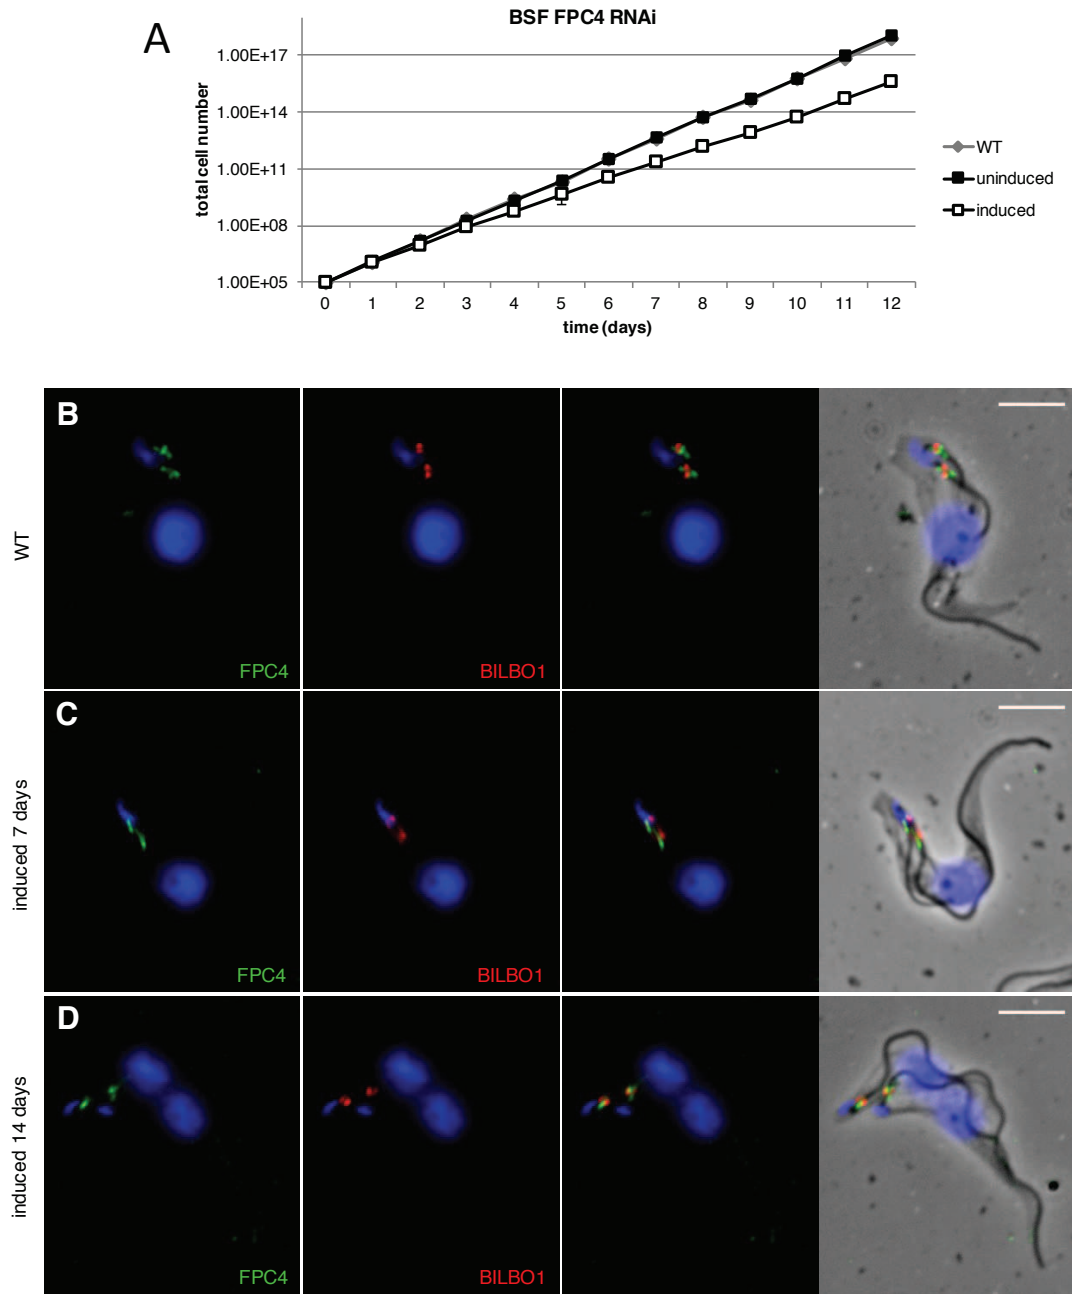 A
BSF FPC4 RNAi
total cell number
1.00E+17
1.00E+14
1.00E+11
1.00E+08
1.00E+05
0 1 2 3 4 5 6 7 8 9 10 11 12
time (days)
WT
uninduced
induced
B
WT
FPC4
BILBO1
C
induced 7 days
FPC4
BILBO1
D
induced 14 days
FPC4
BILBO1